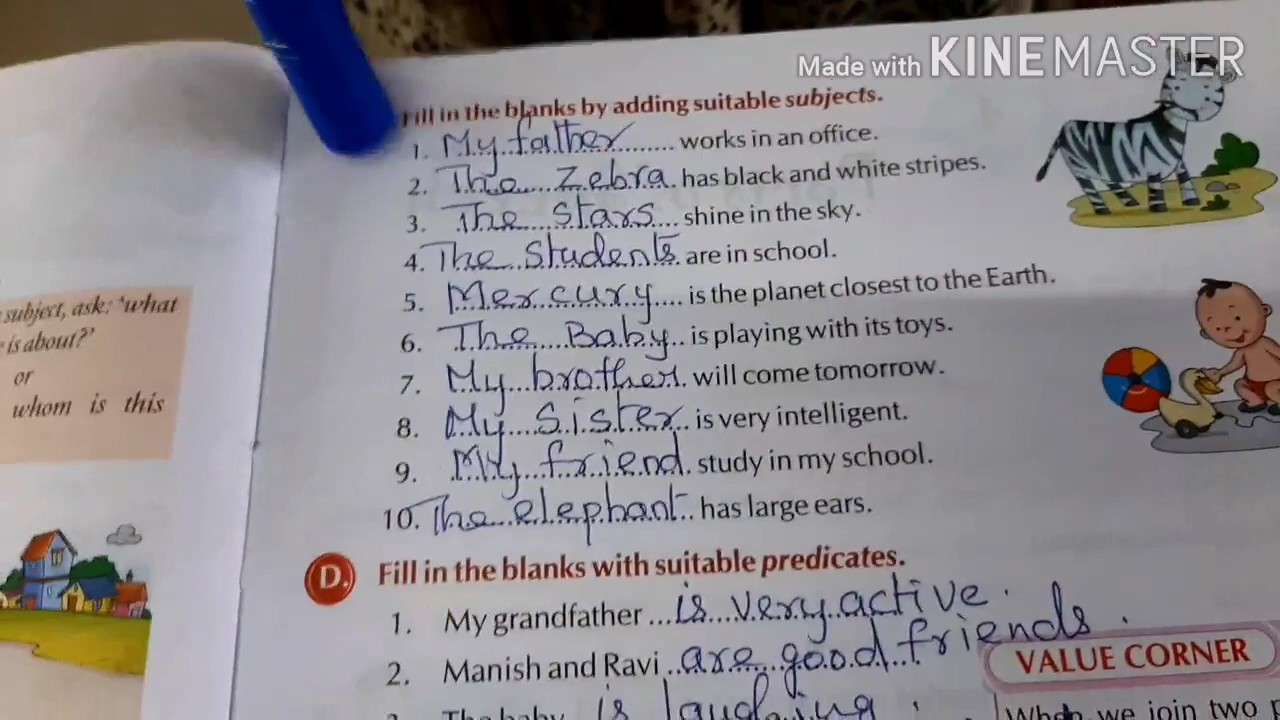 Made with KINEMASTER
Fill in the blanks by adding suitable subjects.
1. My father works in an office.
2. The Zebra has black and white stripes.
3. The stars shine in the sky.
4. The Students are in school.
5. Mercury is the planet closest to the Earth.
6. The Baby is playing with its toys.
7. My brother will come tomorrow.
8. My Sister is very intelligent.
9. My friend study in my school.
10. The elephant has large ears.
subject, ask: 'what
is about?'
or
whom is this
D. Fill in the blanks with suitable predicates.
1. My grandfather is very active.
2. Manish and Ravi are good friends.
The baby is laughing
VALUE CORNER
When we join two